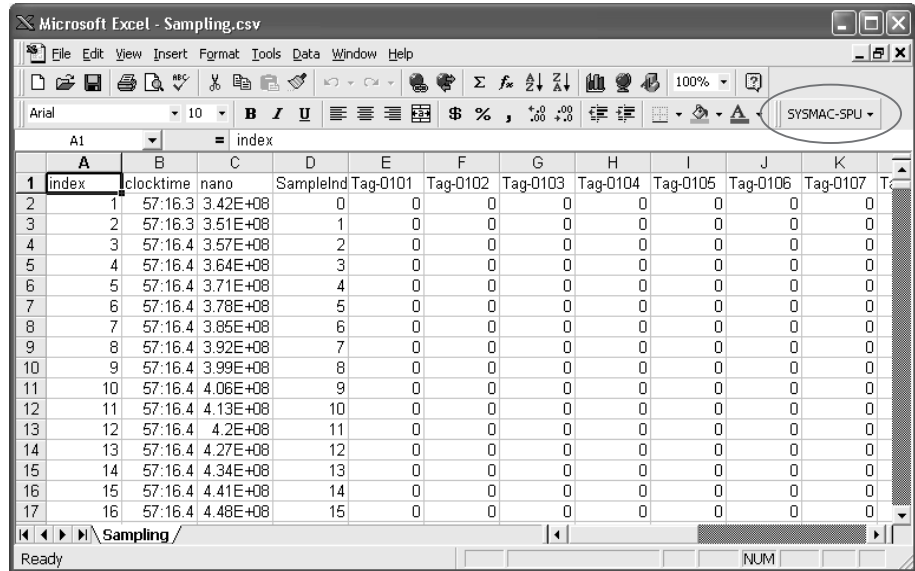 Microsoft Excel - Sampling.csv
File Edit View Insert Format Tools Data Window Help
100%
Arial 10 B I U $ % , SYSMAC-SPU
A1 = index
A B C D E F G H I J K
1 index clocktime nano SampleInd Tag-0101 Tag-0102 Tag-0103 Tag-0104 Tag-0105 Tag-0106 Tag-0107
2 1 57:16.3 3.42E+08 0 0 0 0 0 0 0 0
3 2 57:16.3 3.51E+08 1 0 0 0 0 0 0 0
4 3 57:16.4 3.57E+08 2 0 0 0 0 0 0 0
5 4 57:16.4 3.64E+08 3 0 0 0 0 0 0 0
6 5 57:16.4 3.71E+08 4 0 0 0 0 0 0 0
7 6 57:16.4 3.78E+08 5 0 0 0 0 0 0 0
8 7 57:16.4 3.85E+08 6 0 0 0 0 0 0 0
9 8 57:16.4 3.92E+08 7 0 0 0 0 0 0 0
10 9 57:16.4 3.99E+08 8 0 0 0 0 0 0 0
11 10 57:16.4 4.06E+08 9 0 0 0 0 0 0 0
12 11 57:16.4 4.13E+08 10 0 0 0 0 0 0 0
13 12 57:16.4 4.2E+08 11 0 0 0 0 0 0 0
14 13 57:16.4 4.27E+08 12 0 0 0 0 0 0 0
15 14 57:16.4 4.34E+08 13 0 0 0 0 0 0 0
16 15 57:16.4 4.41E+08 14 0 0 0 0 0 0 0
17 16 57:16.4 4.48E+08 15 0 0 0 0 0 0 0
Sampling
Ready NUM